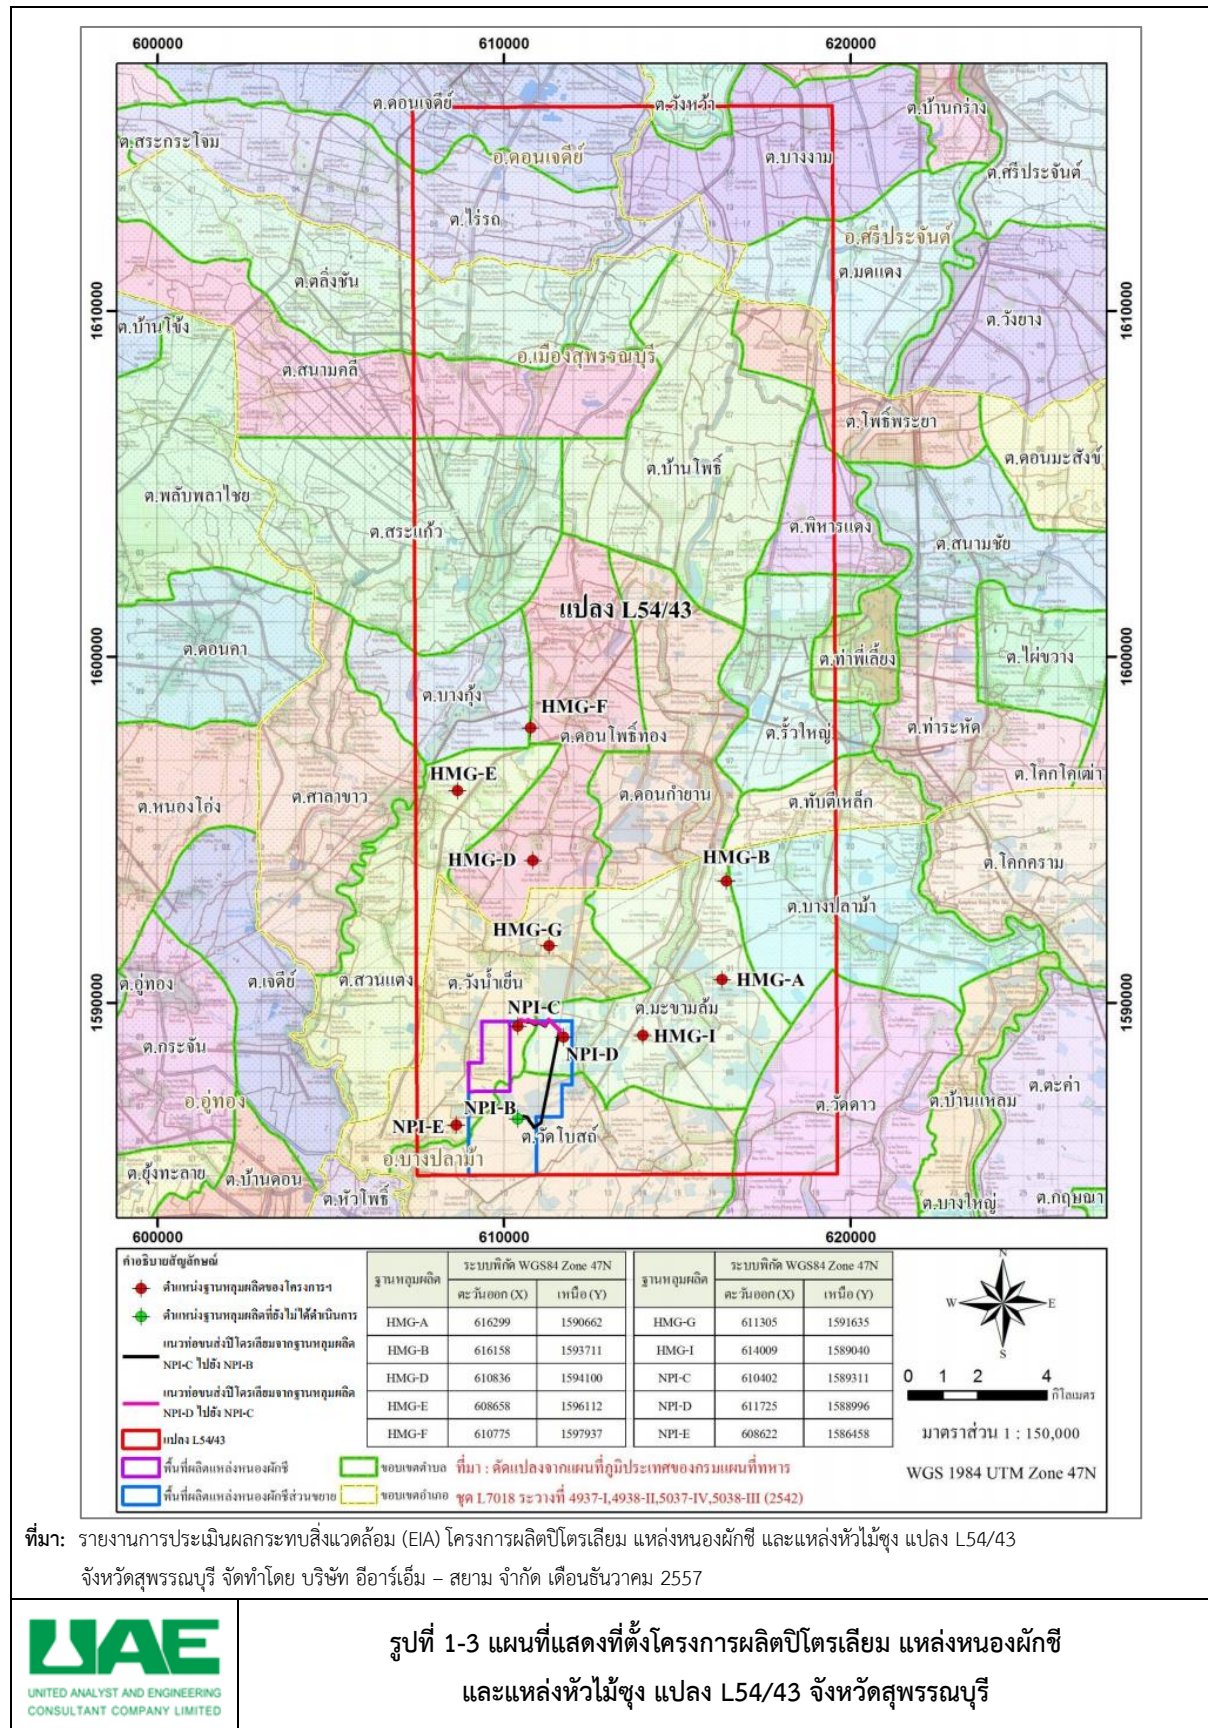 600000
610000
620000
ต.ดอนเจดีย์
ต.วังหว้า
ต.บ้านกร่าง
ต.สระกระโจม
อ.ดอนเจดีย์
ต.บางงาม
ต.ศรีประจันต์
ต.ไร่รถ
อ.ศรีประจันต์
ต.มดแดง
ต.ตลิ่งชัน
1610000
1610000
ต.บ้านโข้ง
ต.วังยาง
อ.เมืองสุพรรณบุรี
ต.สนามคลี
ต.โพธิ์พระยา
ต.ดอนมะสังข์
ต.บ้านโพธิ์
ต.พลับพลาไชย
ต.สระแก้ว
ต.พิหารแดง
ต.สนามชัย
แปลง L54/43
1600000
1600000
ต.ดอนคา
ต.ท่าพี่เลี้ยง
ต.ไผ่ขวาง
ต.บางกุ้ง
HMG-F
ต.ดอนโพธิ์ทอง
ต.รั้วใหญ่
ต.ท่าระหัด
HMG-E
ต.โคกโคเฒ่า
ต.หนองโอ่ง
ต.ศาลาขาว
ต.ดอนกำยาน
ต.ทับตีเหล็ก
HMG-D
HMG-B
ต.โคกคราม
ต.บางปลาม้า
HMG-G
ต.อู่ทอง
ต.เจดีย์
ต.สวนแตง
ต.วังน้ำเย็น
HMG-A
NPI-C
ต.มะขามล้ม
1590000
1590000
ต.กระจัน
NPI-D
HMG-I
ต.ตะค่า
อ.อู่ทอง
NPI-B
ต.วัดดาว
ต.บ้านแหลม
NPI-E
ต.วัดโบสถ์
อ.บางปลาม้า
ต.ยุ้งทะลาย
ต.บ้านดอน
ต.หัวโพธิ์
ต.บางใหญ่
ต.กฤษณา
600000
610000
620000
คำอธิบายสัญลักษณ์
ตำแหน่งฐานหลุมผลิตของโครงการฯ
ตำแหน่งฐานหลุมผลิตที่ยังไม่ได้ดำเนินการ
แนวท่อขนส่งปิโตรเลียมจากฐานหลุมผลิต
NPI-C ไปยัง NPI-B
แนวท่อขนส่งปิโตรเลียมจากฐานหลุมผลิต
NPI-D ไปยัง NPI-C
แปลง L54/43
พื้นที่ผลิตแหล่งหนองผักชี
พื้นที่ผลิตแหล่งหนองผักชีส่วนขยาย
ขอบเขตตำบล
ขอบเขตอำเภอ
ฐานหลุมผลิต ระบบพิกัด WGS84 Zone 47N
ตะวันออก (X) เหนือ (Y)
HMG-A 616299 1590662
HMG-B 616158 1593711
HMG-D 610836 1594100
HMG-E 608658 1596112
HMG-F 610775 1597937
ฐานหลุมผลิต ระบบพิกัด WGS84 Zone 47N
ตะวันออก (X) เหนือ (Y)
HMG-G 611305 1591635
HMG-I 614009 1589040
NPI-C 610402 1589311
NPI-D 611725 1588996
NPI-E 608622 1586458
ที่มา : ดัดแปลงจากแผนที่ภูมิประเทศของกรมแผนที่ทหาร
ชุด L7018 ระวางที่ 4937-I,4938-II,5037-IV,5038-III (2542)
N
W E
S
0 1 2 4
กิโลเมตร
มาตราส่วน 1 : 150,000
WGS 1984 UTM Zone 47N
ที่มา: รายงานการประเมินผลกระทบสิ่งแวดล้อม (EIA) โครงการผลิตปิโตรเลียม แหล่งหนองผักชี และแหล่งหัวไม้ซุง แปลง L54/43
จังหวัดสุพรรณบุรี จัดทำโดย บริษัท อีอาร์เอ็ม – สยาม จำกัด เดือนธันวาคม 2557
UAE
UNITED ANALYST AND ENGINEERING
CONSULTANT COMPANY LIMITED
รูปที่ 1-3 แผนที่แสดงที่ตั้งโครงการผลิตปิโตรเลียม แหล่งหนองผักชี
และแหล่งหัวไม้ซุง แปลง L54/43 จังหวัดสุพรรณบุรี